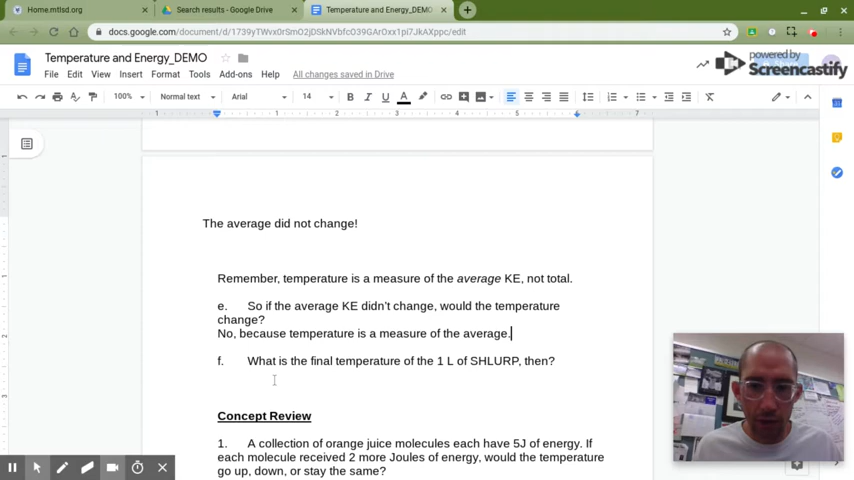 Home.mtlsd.org
Search results - Google Drive
Temperature and Energy_DEMO
docs.google.com/document/d/1739yTWvx0rSmO2jDSkNVbfcO39GArOxx1pi7JkAXppc/edit
Temperature and Energy_DEMO
File Edit View Insert Format Tools Add-ons Help All changes saved in Drive
powered by
Screencastify
100% Normal text Arial 14
The average did not change!
Remember, temperature is a measure of the average KE, not total.
e. So if the average KE didn't change, would the temperature
change?
No, because temperature is a measure of the average.
f. What is the final temperature of the 1 L of SHLURP, then?
Concept Review
1. A collection of orange juice molecules each have 5J of energy. If
each molecule received 2 more Joules of energy, would the temperature
go up, down, or stay the same?